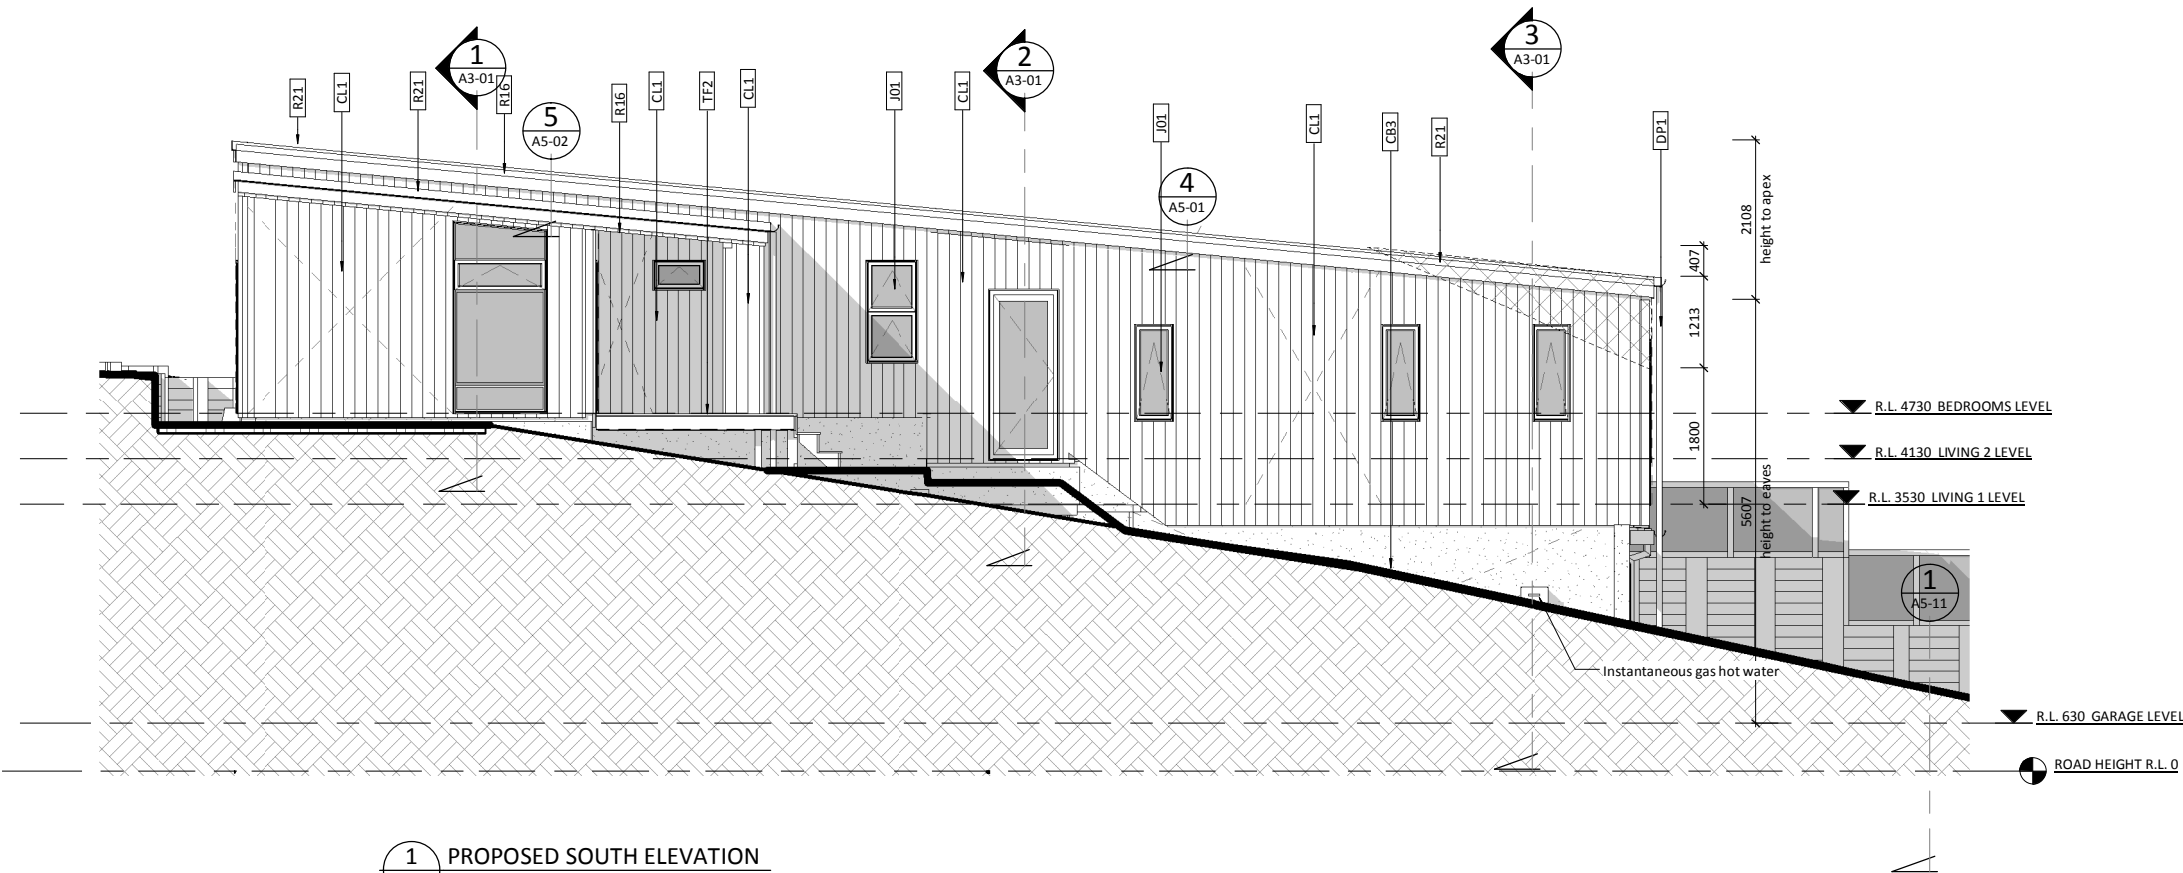 1
A3-01
2
A3-01
3
A3-01
R21
CL1
R21
R16
5
A5-02
R16
CL1
TF2
CL1
J01
CL1
J01
4
A5-01
CL1
CB3
R21
DP1
2108
height to apex
407
1213
1800
5607
height to eaves
R.L. 4730 BEDROOMS LEVEL
R.L. 4130 LIVING 2 LEVEL
R.L. 3530 LIVING 1 LEVEL
1
A5-11
Instantaneous gas hot water
R.L. 630 GARAGE LEVEL
ROAD HEIGHT R.L. 0
1 PROPOSED SOUTH ELEVATION